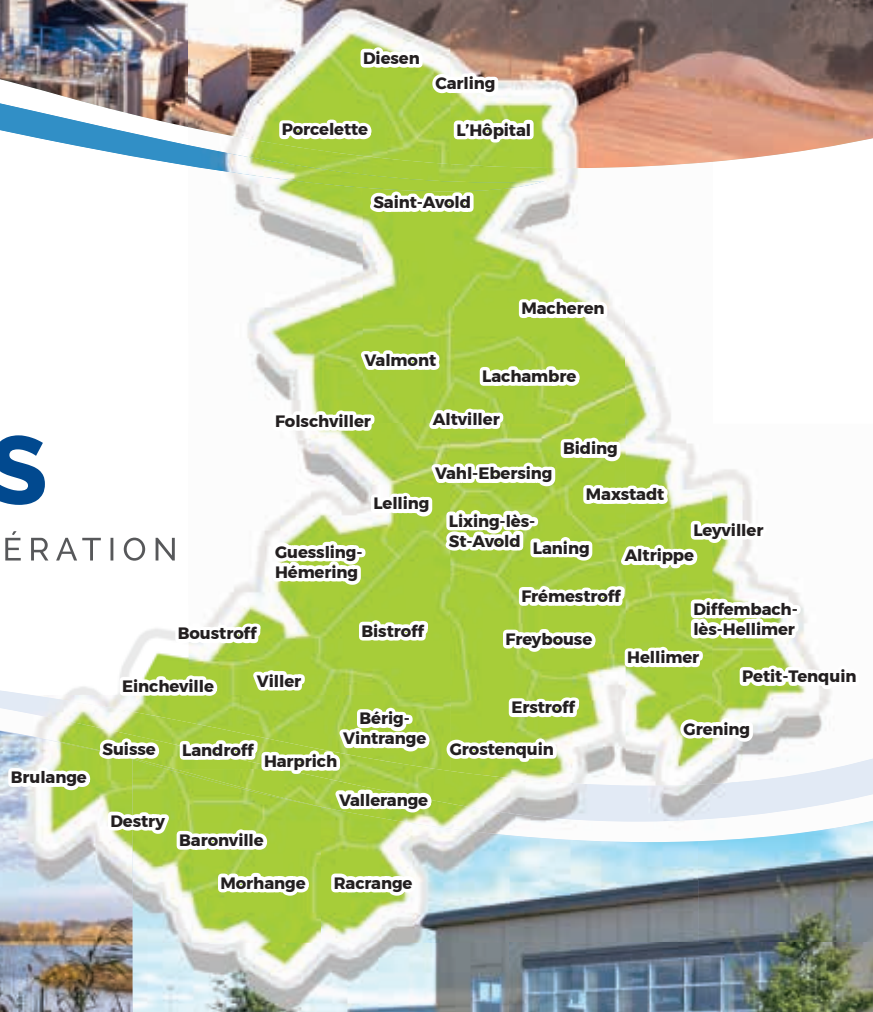 Diesen
Carling
Porcelette
L'Hôpital
Saint-Avold
Macheren
Valmont
Lachambre
Folschviller
Altviller
S
Biding
Vahl-Ebersing
Maxstadt
Lelling
Lixing-lès-
St-Avold
Leyviller
Laning
Altrippe
ÉRATION
Guessling-
Hémering
Frémestroff
Diffembach-
lès-Hellimer
Boustroff
Bistroff
Freybouse
Hellimer
Petit-Tenquin
Eincheville
Viller
Erstroff
Bérig-
Vintrange
Grening
Suisse
Landroff
Harprich
Grostenquin
Brulange
Vallerange
Destry
Baronville
Morhange
Racrange